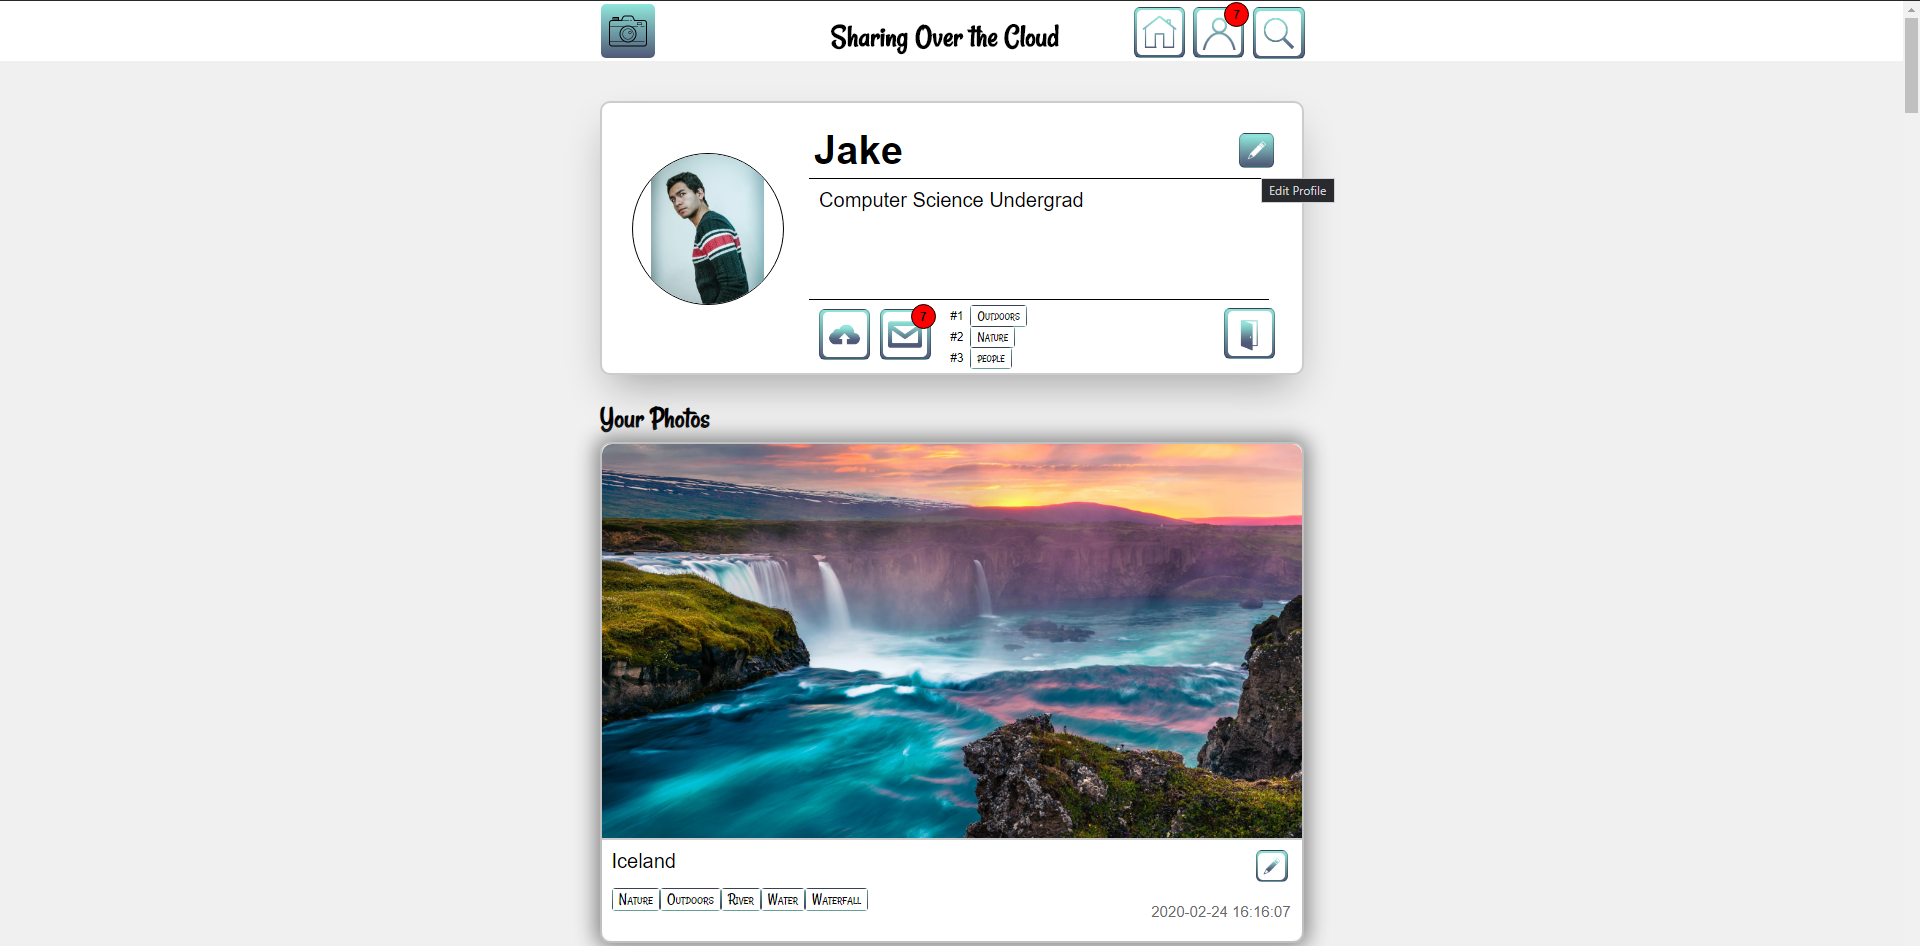 Sharing Over the Cloud
7
Jake
Edit Profile
Computer Science Undergrad
7
#1 Outdoors
#2 Nature
#3 people
Your Photos
Iceland
Nature Outdoors River Water Waterfall
2020-02-24 16:16:07